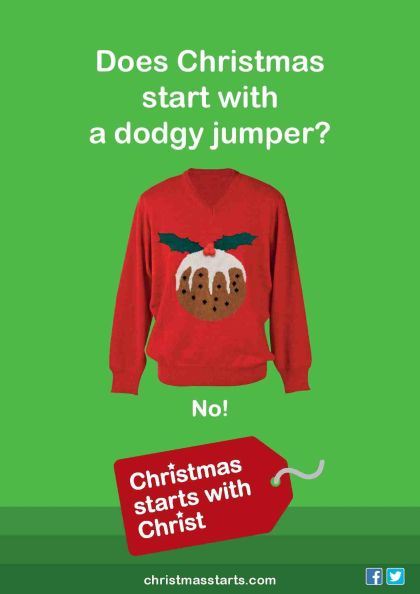 Does Christmas
start with
a dodgy jumper?
No!
Christmas
starts with
Christ
christmasstarts.com